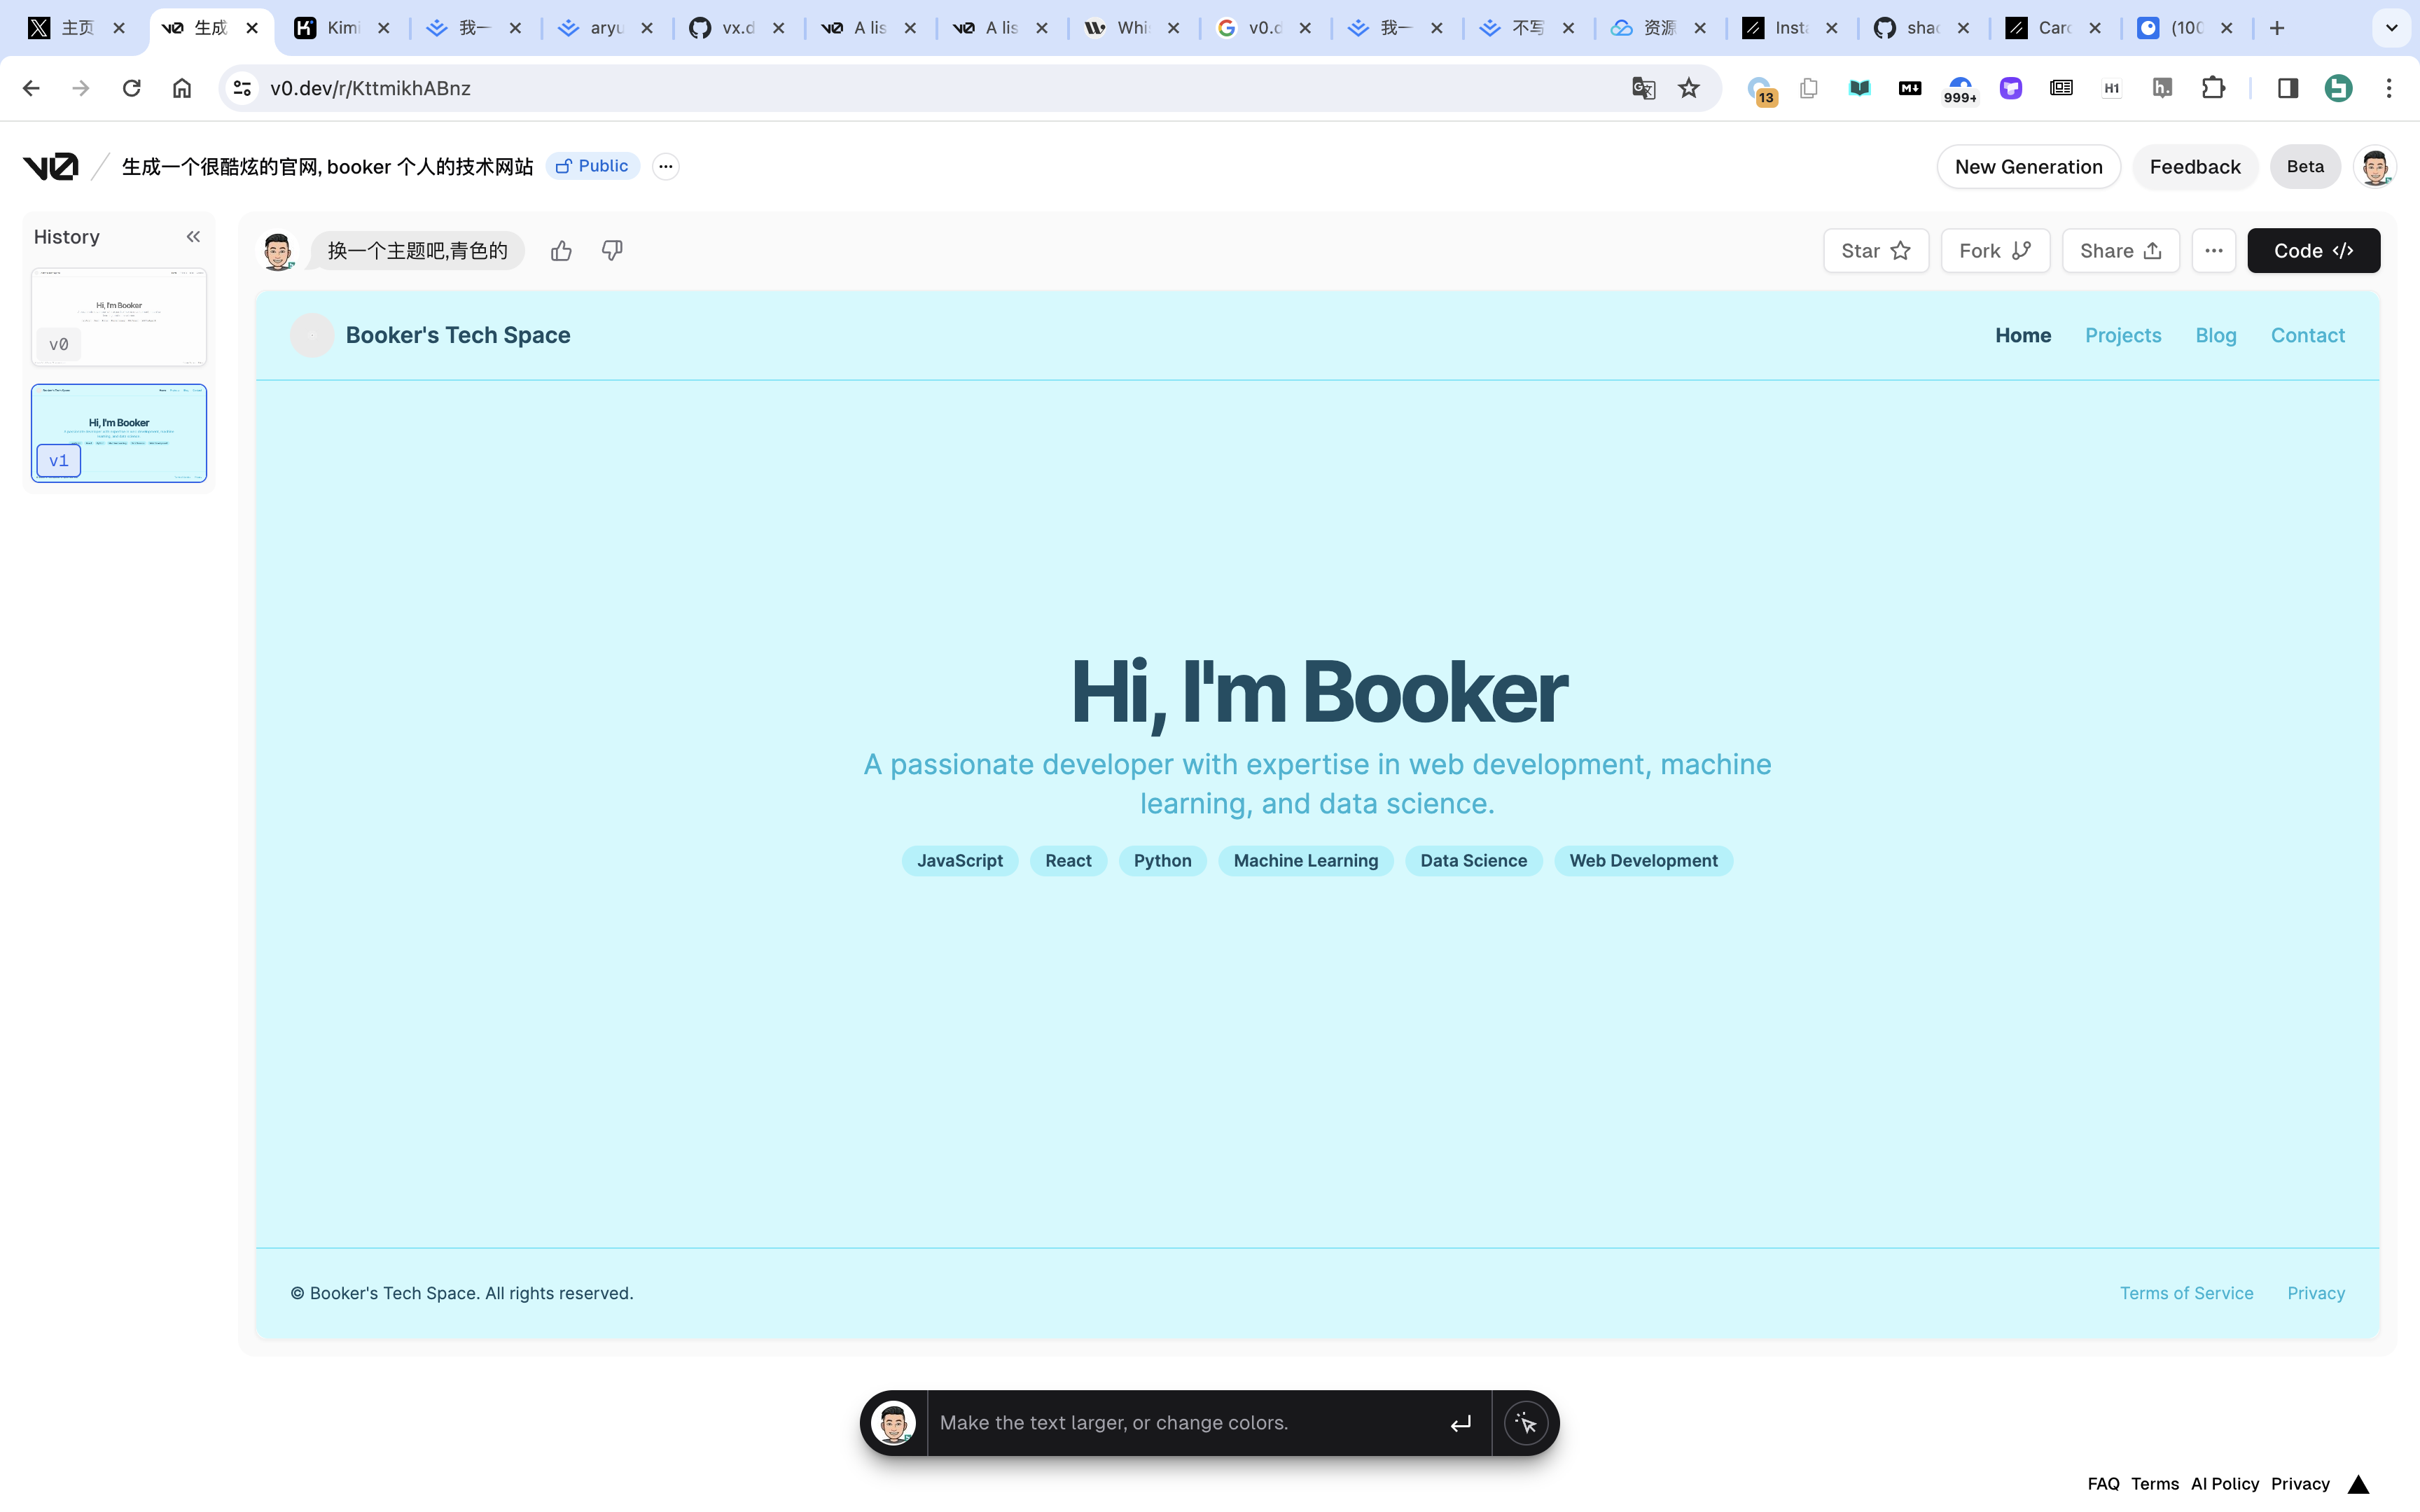 主页
生成
Kimi
我一
aryu
vx.d
A lis
A lis
Whi
v0.d
我一
不写
资源
Insta
shad
Card
(100
v0.dev/r/KttmikhABnz
13
M
999+
H1
h.
v0
生成一个很酷炫的官网, booker 个人的技术网站
Public
New Generation
Feedback
Beta
History
Hi, I'm Booker
v0
Hi, I'm Booker
v1
换一个主题吧,青色的
Star
Fork
Share
Code </>
Booker's Tech Space
Home
Projects
Blog
Contact
Hi, I'm Booker
A passionate developer with expertise in web development, machine
learning, and data science.
JavaScript
React
Python
Machine Learning
Data Science
Web Development
© Booker's Tech Space. All rights reserved.
Terms of Service
Privacy
Make the text larger, or change colors.
FAQ
Terms
AI Policy
Privacy